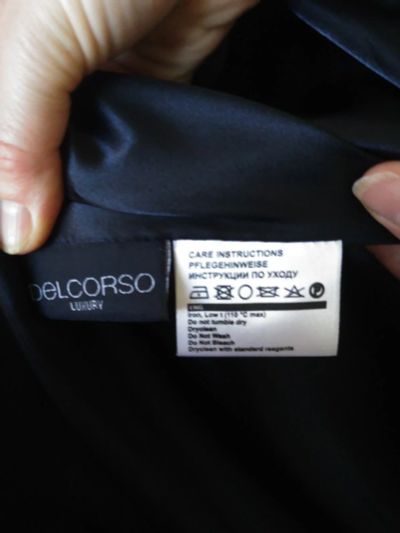 DELCORSO
LUXURY
CARE INSTRUCTIONS
PFLEGEHINWEISE
ИНСТРУКЦИИ ПО УХОДУ
ENG
Iron, Low t (110 °C max)
Do not tumble dry
Dryclean
Do Not Wash
Do Not Bleach
Dryclean with standard reagents